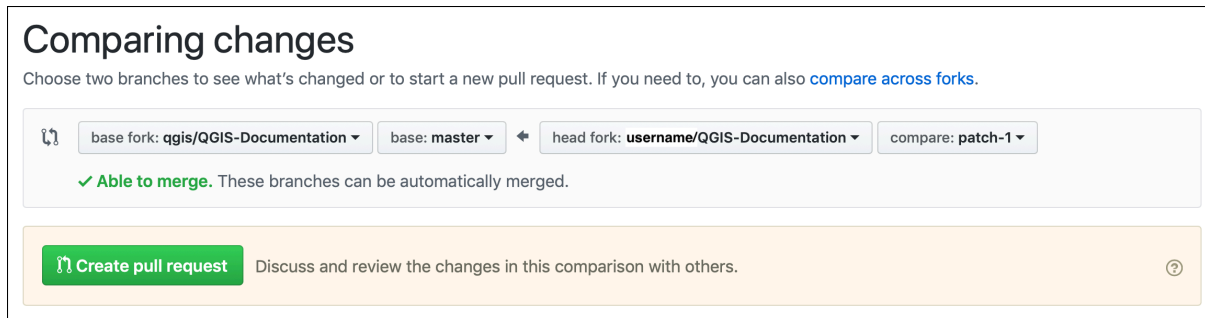 Comparing changes
Choose two branches to see what's changed or to start a new pull request. If you need to, you can also compare across forks.
base fork: qgis/QGIS-Documentation base: master head fork: username/QGIS-Documentation compare: patch-1
Able to merge. These branches can be automatically merged.
Create pull request Discuss and review the changes in this comparison with others. ?